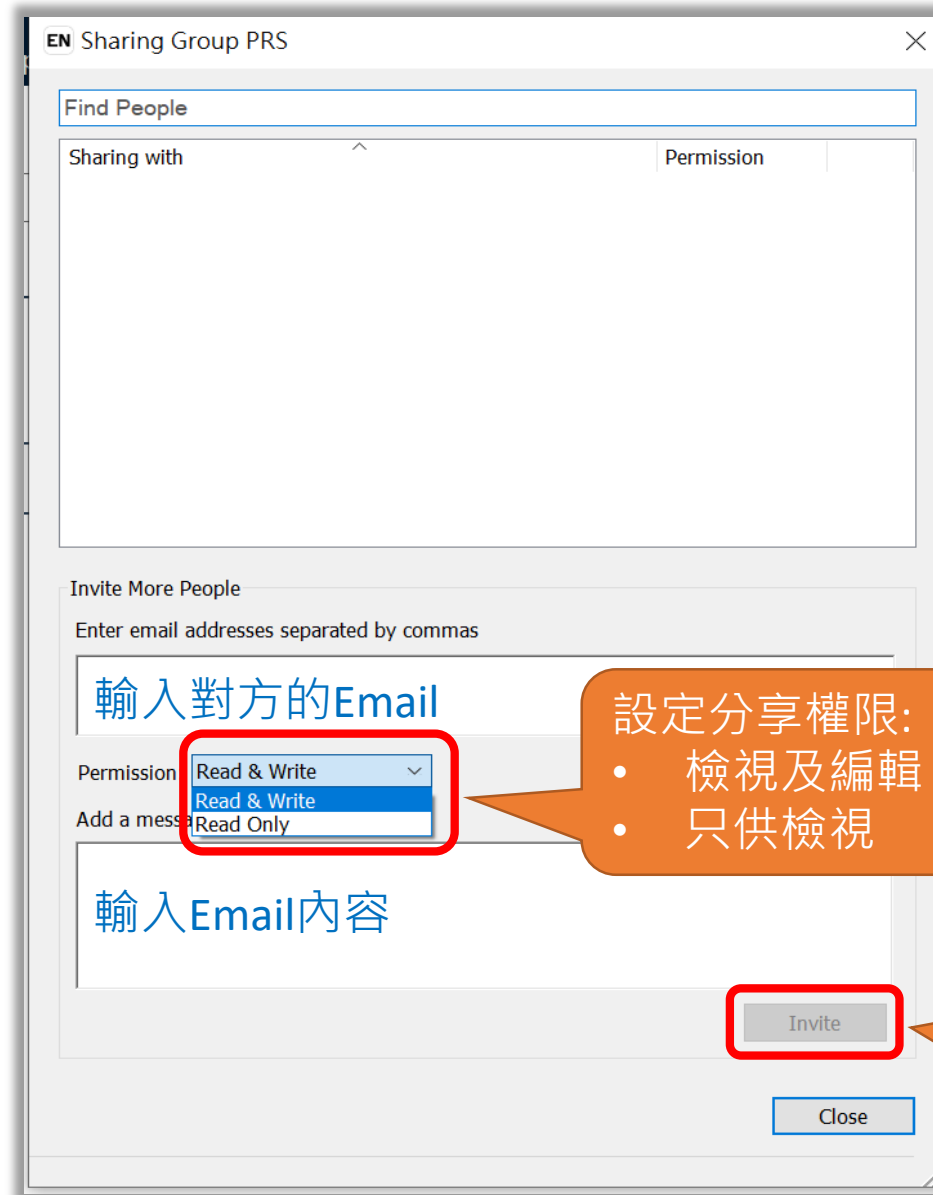 EN Sharing Group PRS
Find People
Sharing with Permission
Invite More People
Enter email addresses separated by commas
輸入對方的Email
設定分享權限:
• 檢視及編輯
• 只供檢視
Permission Read & Write
Read & Write
Read Only
Add a messa
輸入Email內容
Invite
Close